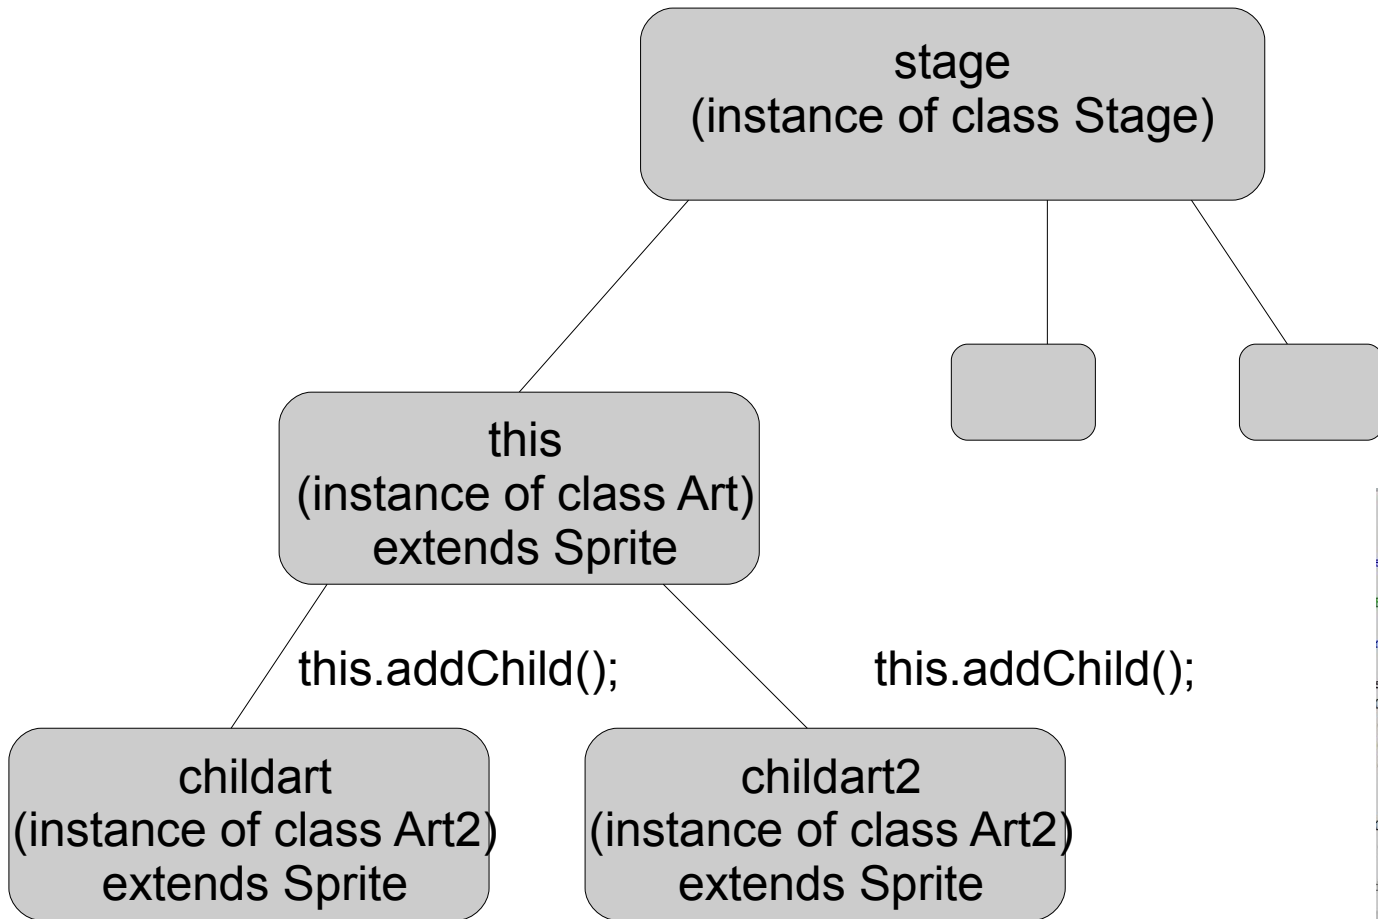 stage
(instance of class Stage)
this
(instance of class Art)
extends Sprite
this.addChild();
this.addChild();
childart
(instance of class Art2)
extends Sprite
childart2
(instance of class Art2)
extends Sprite